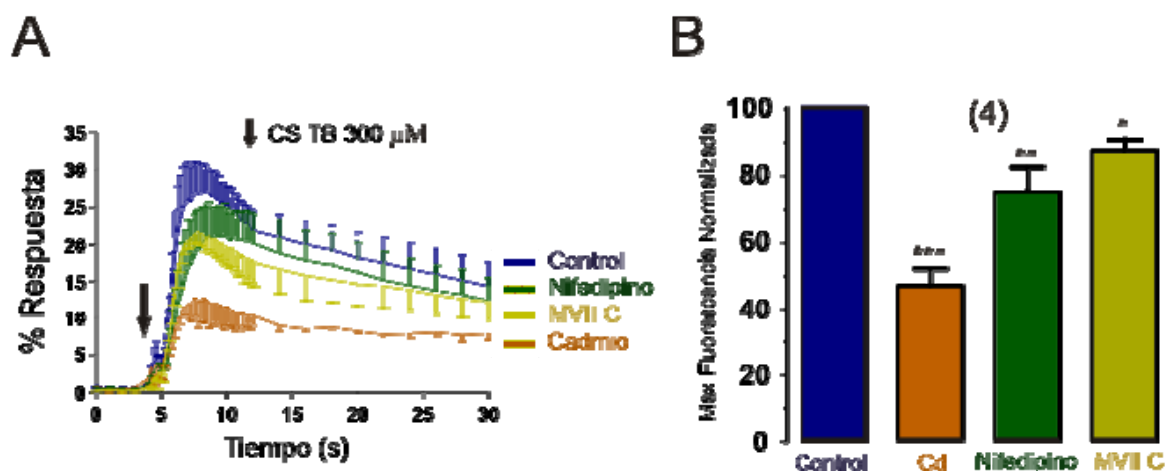 A
B
CS TB 300 µM
% Respuesta
35
30
25
20
15
10
5
0
0 5 10 15 20 25 30
Tiempo (s)
Control
Nifedipino
MVII C
Cadmio
Max Fluorescencia Normalizada
100
80
60
40
20
0
(4)
***
**
*
Control Cd Nifedipino MVII C